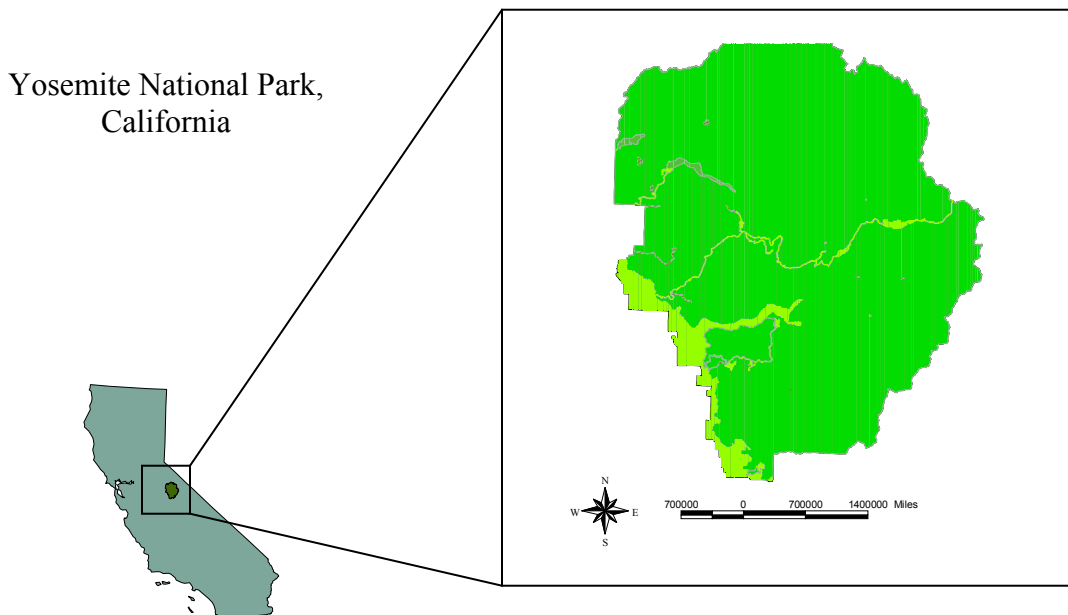 Yosemite National Park,
California
N
W E
S
700000 0 700000 1400000 Miles